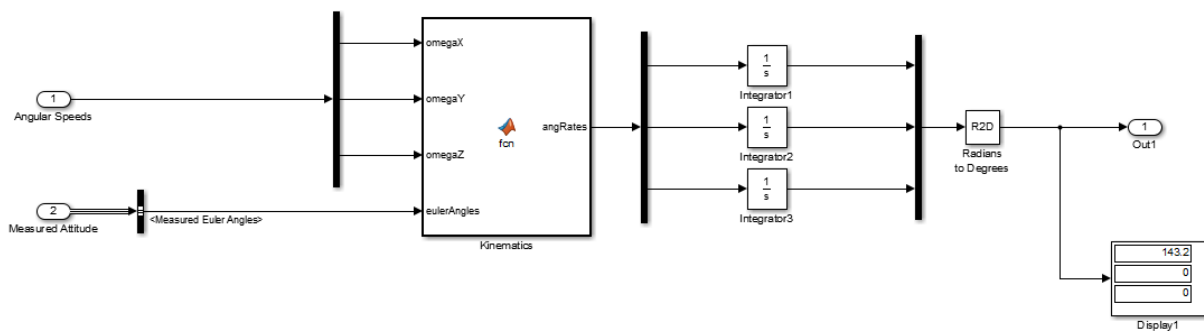 1
Angular Speeds
2
Measured Attitude
<Measured Euler Angles>
omegaX
omegaY
omegaZ
eulerAngles
fcn
angRates
Kinematics
1
s
Integrator1
1
s
Integrator2
1
s
Integrator3
R2D
Radians
to Degrees
1
Out1
143.2
0
0
Display1